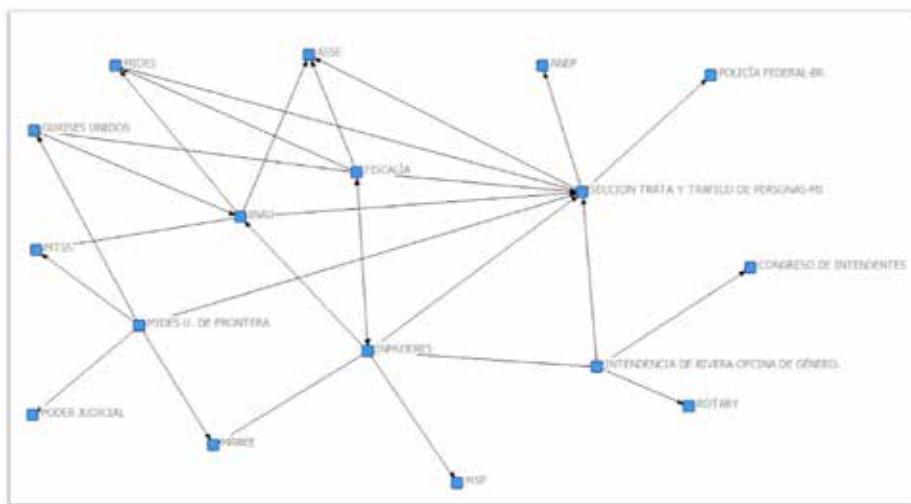 ASSE
MIDES
ANEP
POLICÍA FEDERAL-BR.
GURISES UNIDOS
FISCALÍA
SECCION TRATA Y TRAFICO DE PERSONAS-MI
INAU
MTSS
CONGRESO DE INTENDENTES
MIDES-U. DE FRONTERA
INMUJERES
INTENDENCIA DE RIVERA-OFICINA DE GÉNERO.
ROTARY
PODER JUDICIAL
MRREE
MSP